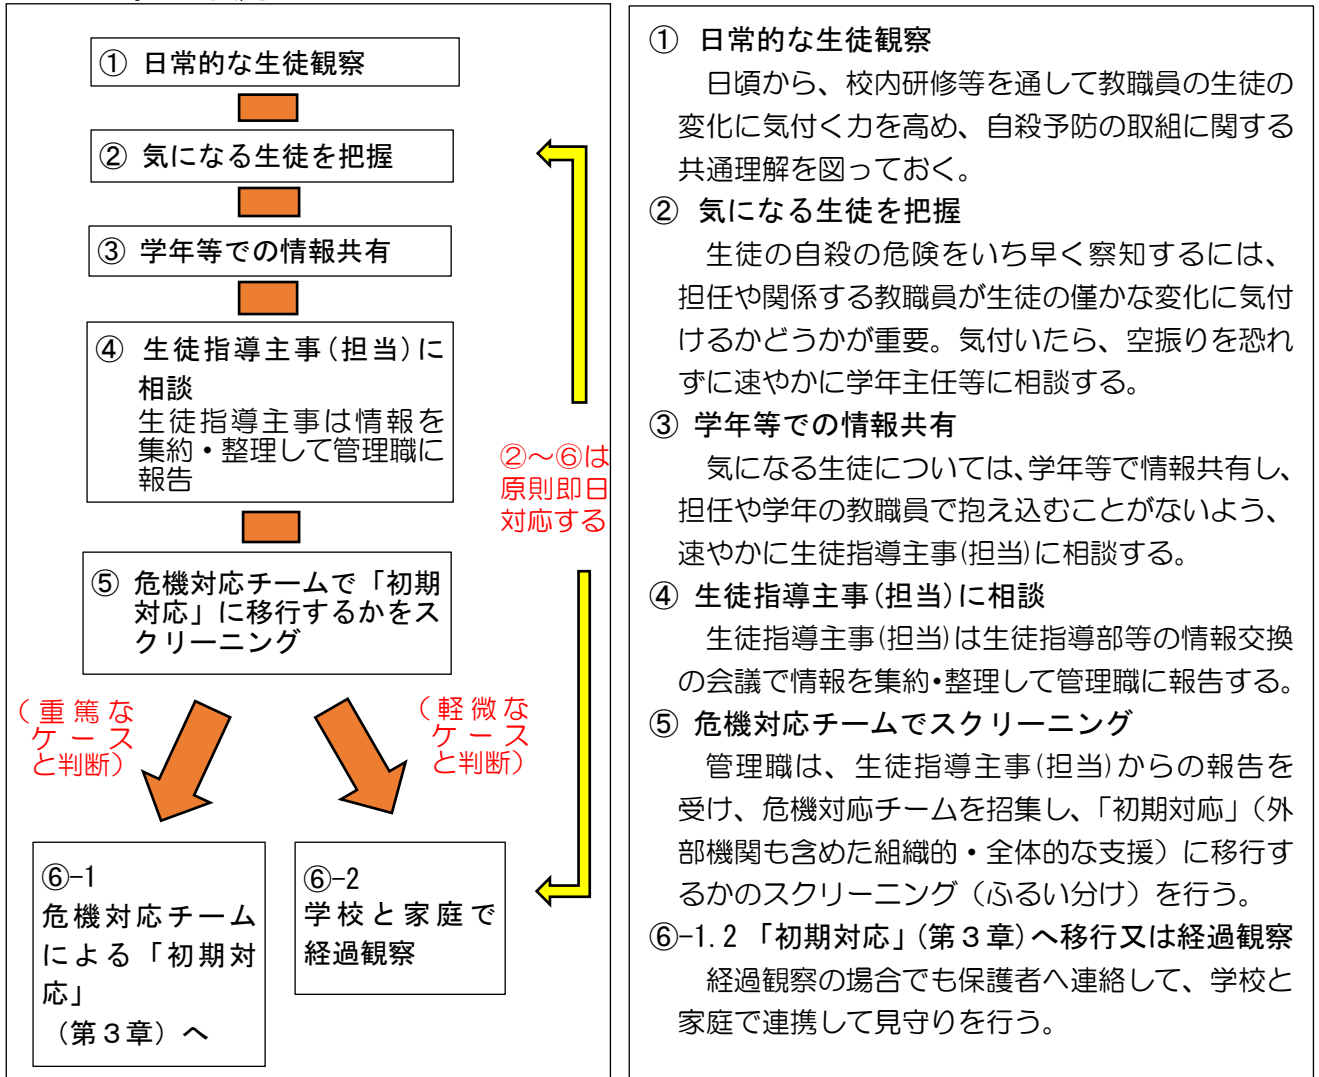 ① 日常的な生徒観察
② 気になる生徒を把握
③ 学年等での情報共有
④ 生徒指導主事(担当)に
相談
生徒指導主事は情報を
集約・整理して管理職に
報告
②～⑥は
原則即日
対応する
⑤ 危機対応チームで「初期
対応」に移行するかをス
クリーニング
（重篤な
ケース
と判断）
（軽微な
ケース
と判断）
⑥-1
危機対応チーム
による「初期対
応」
（第３章）へ
⑥-2
学校と家庭で
経過観察
① 日常的な生徒観察
日頃から、校内研修等を通して教職員の生徒の
変化に気付く力を高め、自殺予防の取組に関する
共通理解を図っておく。
② 気になる生徒を把握
生徒の自殺の危険をいち早く察知するには、
担任や関係する教職員が生徒の僅かな変化に気付
けるかどうかが重要。気付いたら、空振りを恐れ
ずに速やかに学年主任等に相談する。
③ 学年等での情報共有
気になる生徒については、学年等で情報共有し、
担任や学年の教職員で抱え込むことがないよう、
速やかに生徒指導主事(担当)に相談する。
④ 生徒指導主事(担当)に相談
生徒指導主事(担当)は生徒指導部等の情報交換
の会議で情報を集約・整理して管理職に報告する。
⑤ 危機対応チームでスクリーニング
管理職は、生徒指導主事(担当)からの報告を
受け、危機対応チームを招集し、「初期対応」（外
部機関も含めた組織的・全体的な支援）に移行す
るかのスクリーニング（ふるい分け）を行う。
⑥-1.2 「初期対応」(第３章)へ移行又は経過観察
経過観察の場合でも保護者へ連絡して、学校と
家庭で連携して見守りを行う。